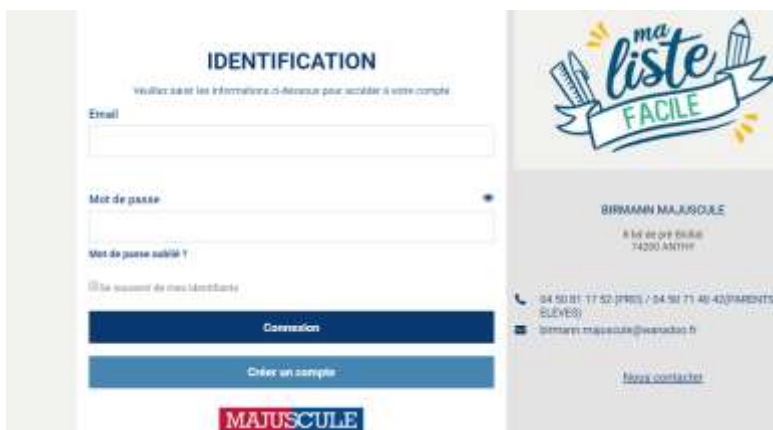 IDENTIFICATION
Veuillez saisir les informations ci-dessous pour accéder à votre compte
Email
Mot de passe
Mot de passe oublié ?
Se souvenir de mes identifiants
Connexion
Créer un compte
MAJUSCULE
ma
liste
FACILE
BIRMANN MAJUSCULE
74200 ANTHY
04 50 81 17 52 (PRO) / 04 50 71 40 42(PARENTS
ELEVES)
birmann.majuscule@wanadoo.fr
Nous contacter